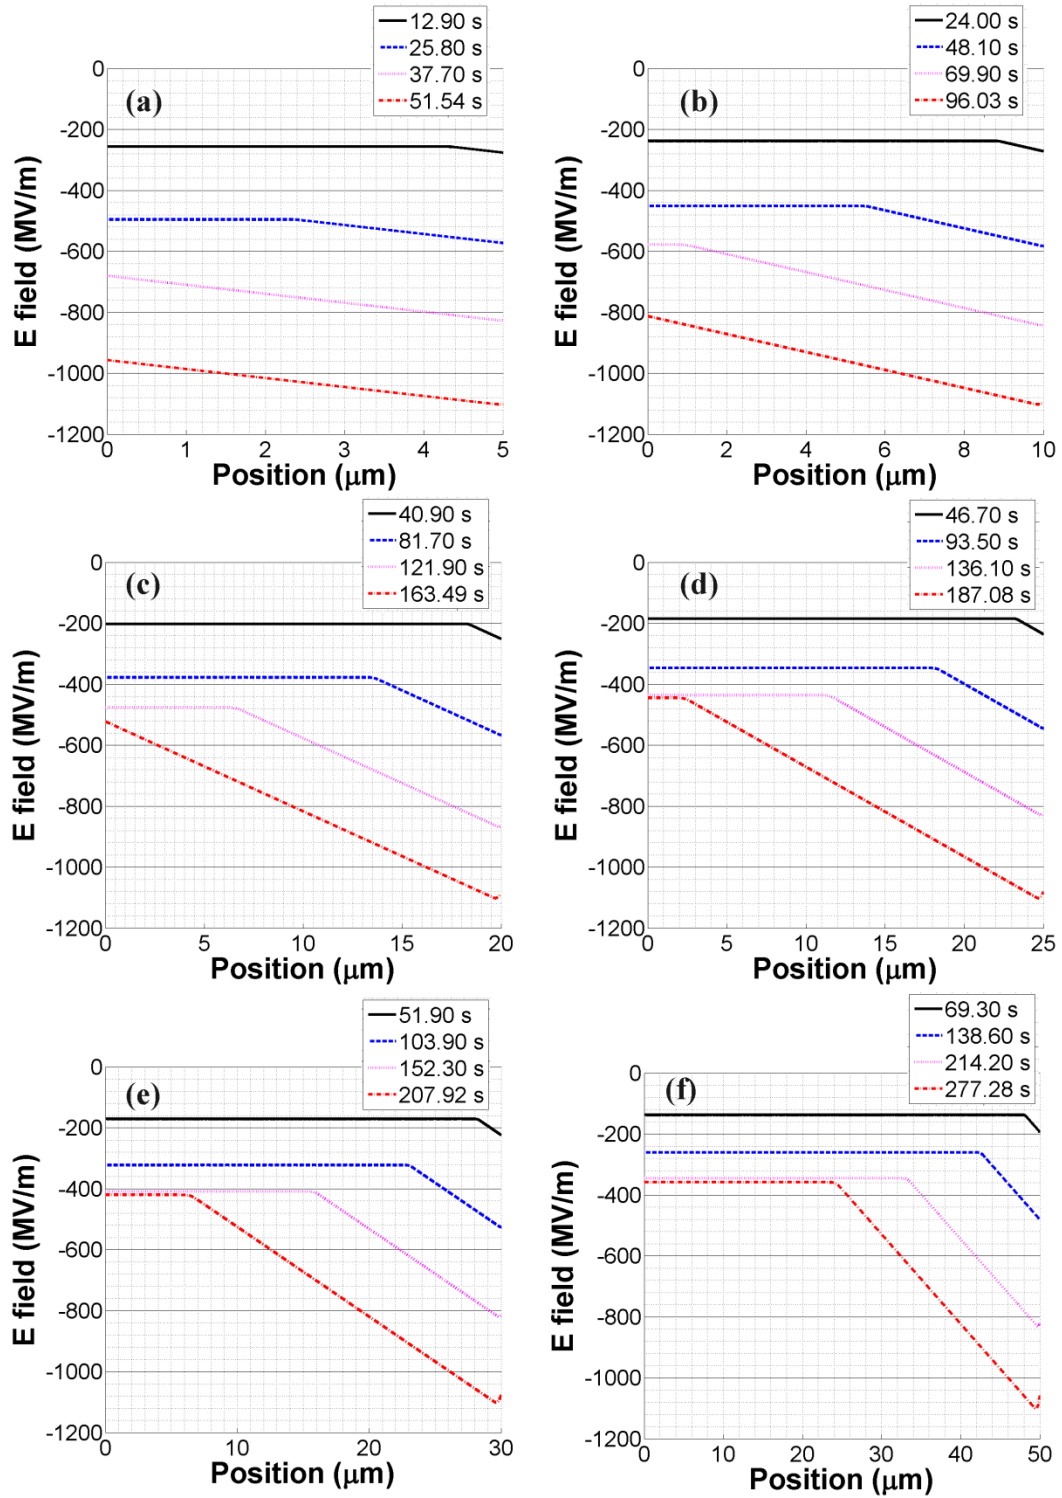 12.90 s
25.80 s
37.70 s
51.54 s
(a)
0
-200
-400
-600
-800
-1000
-1200
E field (MV/m)
0 1 2 3 4 5
Position (μm)
24.00 s
48.10 s
69.90 s
96.03 s
(b)
0
-200
-400
-600
-800
-1000
-1200
E field (MV/m)
0 2 4 6 8 10
Position (μm)
40.90 s
81.70 s
121.90 s
163.49 s
(c)
0
-200
-400
-600
-800
-1000
-1200
E field (MV/m)
0 5 10 15 20
Position (μm)
46.70 s
93.50 s
136.10 s
187.08 s
(d)
0
-200
-400
-600
-800
-1000
-1200
E field (MV/m)
0 5 10 15 20 25
Position (μm)
51.90 s
103.90 s
152.30 s
207.92 s
(e)
0
-200
-400
-600
-800
-1000
-1200
E field (MV/m)
0 10 20 30
Position (μm)
69.30 s
138.60 s
214.20 s
277.28 s
(f)
0
-200
-400
-600
-800
-1000
-1200
E field (MV/m)
0 10 20 30 40 50
Position (μm)